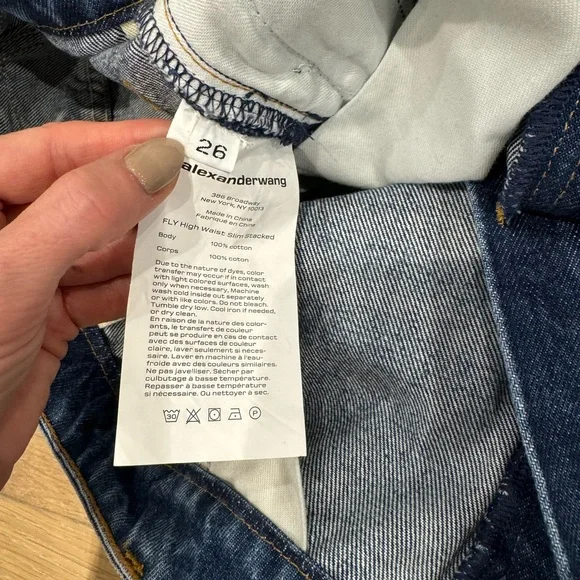 26
alexanderwang
386 Broadway
New York, NY 10013
Made in China
Fabriqué en China
FLY High Waist Slim Stacked
Body 100% cotton
Corps 100% coton
Due to the nature of dyes, color
transfer may occur if in contact
with light colored surfaces, wash
only when necessary, Machine
wash cold inside out separately
or with like colors. Do not bleach.
Tumble dry low. Cool iron if needed,
or dry clean.
En raison de la nature des color-
ants, le transfert de couleur
peut se produire en cas de contact
avec des surfaces de couleur
claire, laver seulement si néces-
saire. Laver en machine à l'eau-
froide avec des couleurs similaires.
Ne pas javelliser. Sécher par
culbutage à basse température.
Repasser à basse température
si nécessaire. Ou nettoyer à sec.
30 P